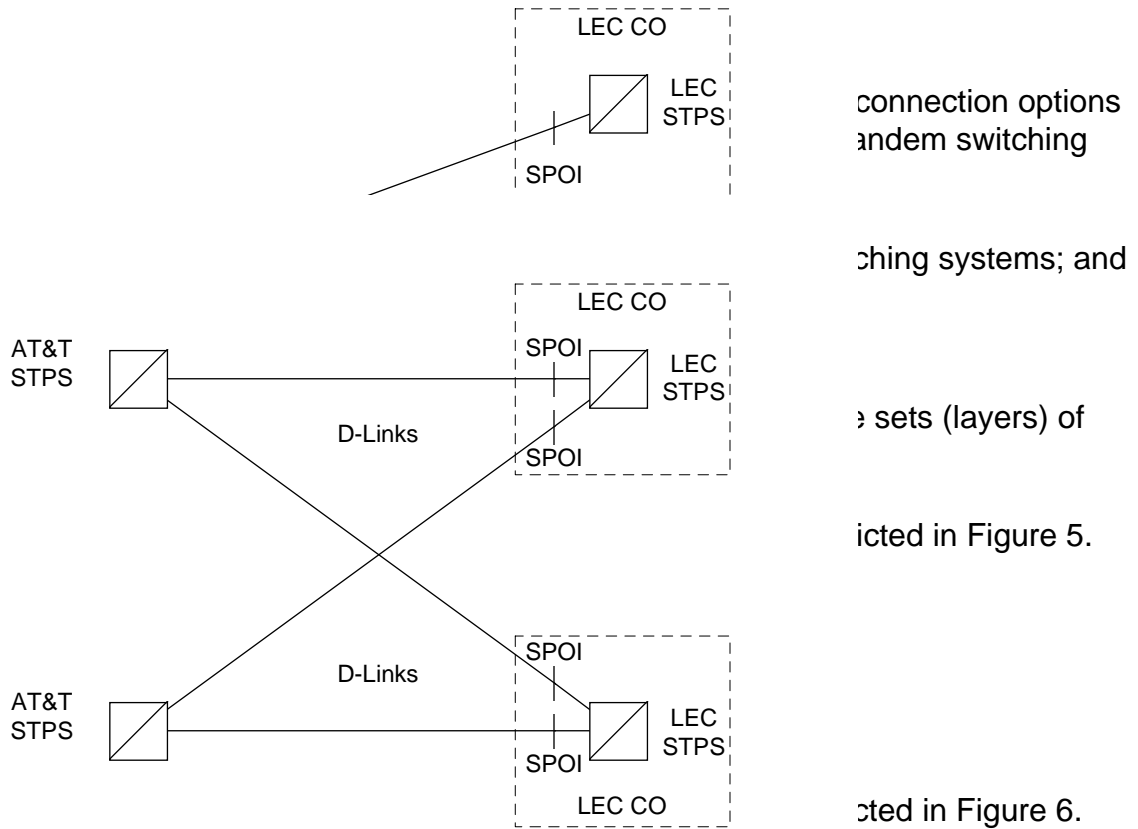 LEC CO
LEC
STPS
connection options
andem switching
SPOI
ching systems; and
LEC CO
AT&T
STPS
SPOI
LEC
STPS
sets (layers) of
D-Links
SPOI
icted in Figure 5.
SPOI
D-Links
AT&T
STPS
LEC
STPS
SPOI
LEC CO
cted in Figure 6.